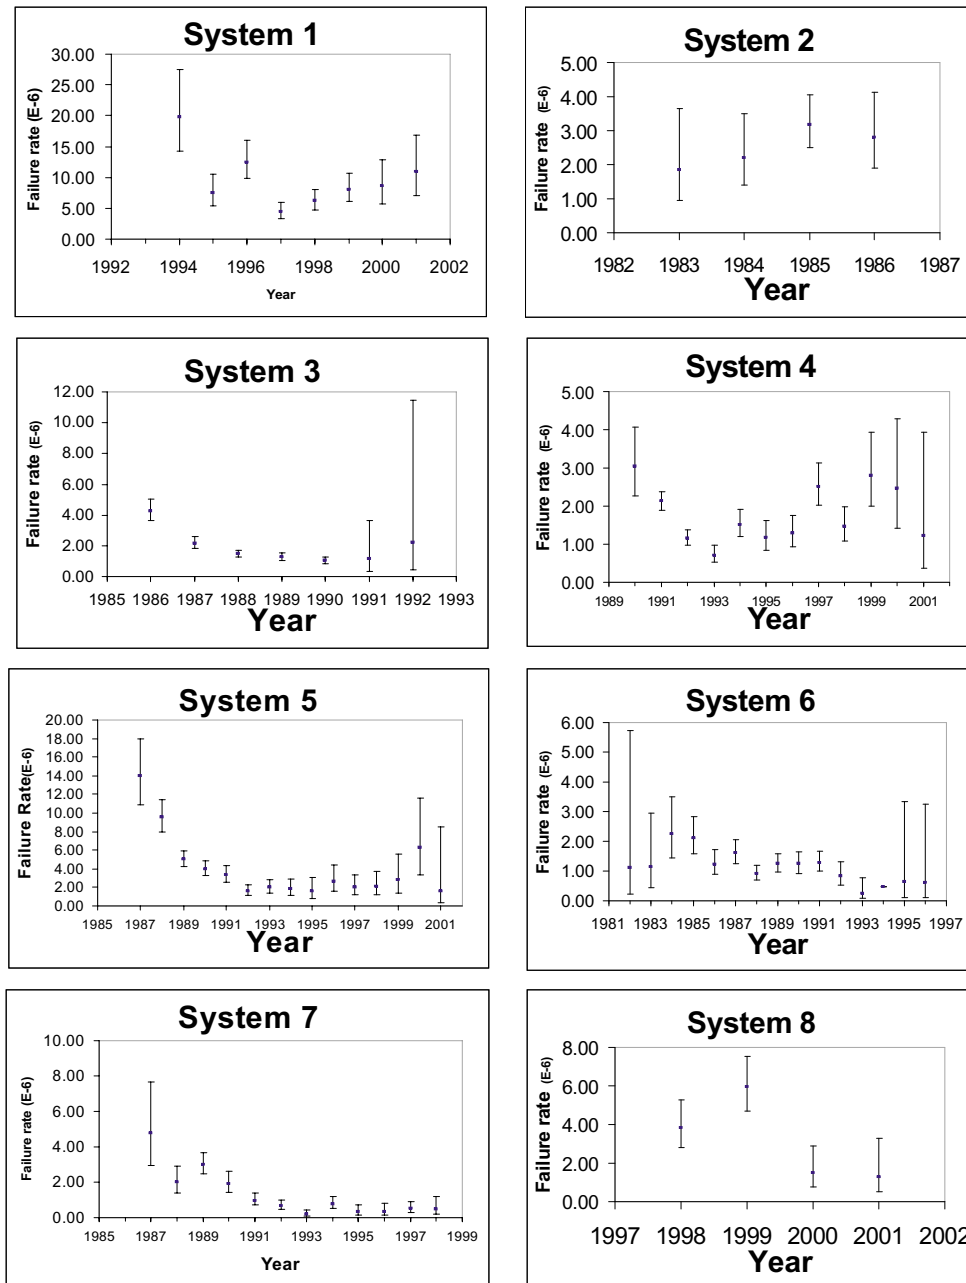 System 1
Failure rate (E-6)
30.00
25.00
20.00
15.00
10.00
5.00
0.00
1992 1994 1996 1998 2000 2002
Year
System 2
Failure rate (E-6)
5.00
4.00
3.00
2.00
1.00
0.00
1982 1983 1984 1985 1986 1987
Year
System 3
Failure rate (E-6)
12.00
10.00
8.00
6.00
4.00
2.00
0.00
1985 1986 1987 1988 1989 1990 1991 1992 1993
Year
System 4
Failure rate (E-6)
5.00
4.00
3.00
2.00
1.00
0.00
1989 1991 1993 1995 1997 1999 2001
Year
System 5
Failure Rate(E-6)
20.00
18.00
16.00
14.00
12.00
10.00
8.00
6.00
4.00
2.00
0.00
1985 1987 1989 1991 1993 1995 1997 1999 2001
Year
System 6
Failure rate (E-6)
6.00
5.00
4.00
3.00
2.00
1.00
0.00
1981 1983 1985 1987 1989 1991 1993 1995 1997
Year
System 7
Failure rate (E-6)
10.00
8.00
6.00
4.00
2.00
0.00
1985 1987 1989 1991 1993 1995 1997 1999
Year
System 8
Failure rate (E-6)
8.00
6.00
4.00
2.00
0.00
1997 1998 1999 2000 2001 2002
Year